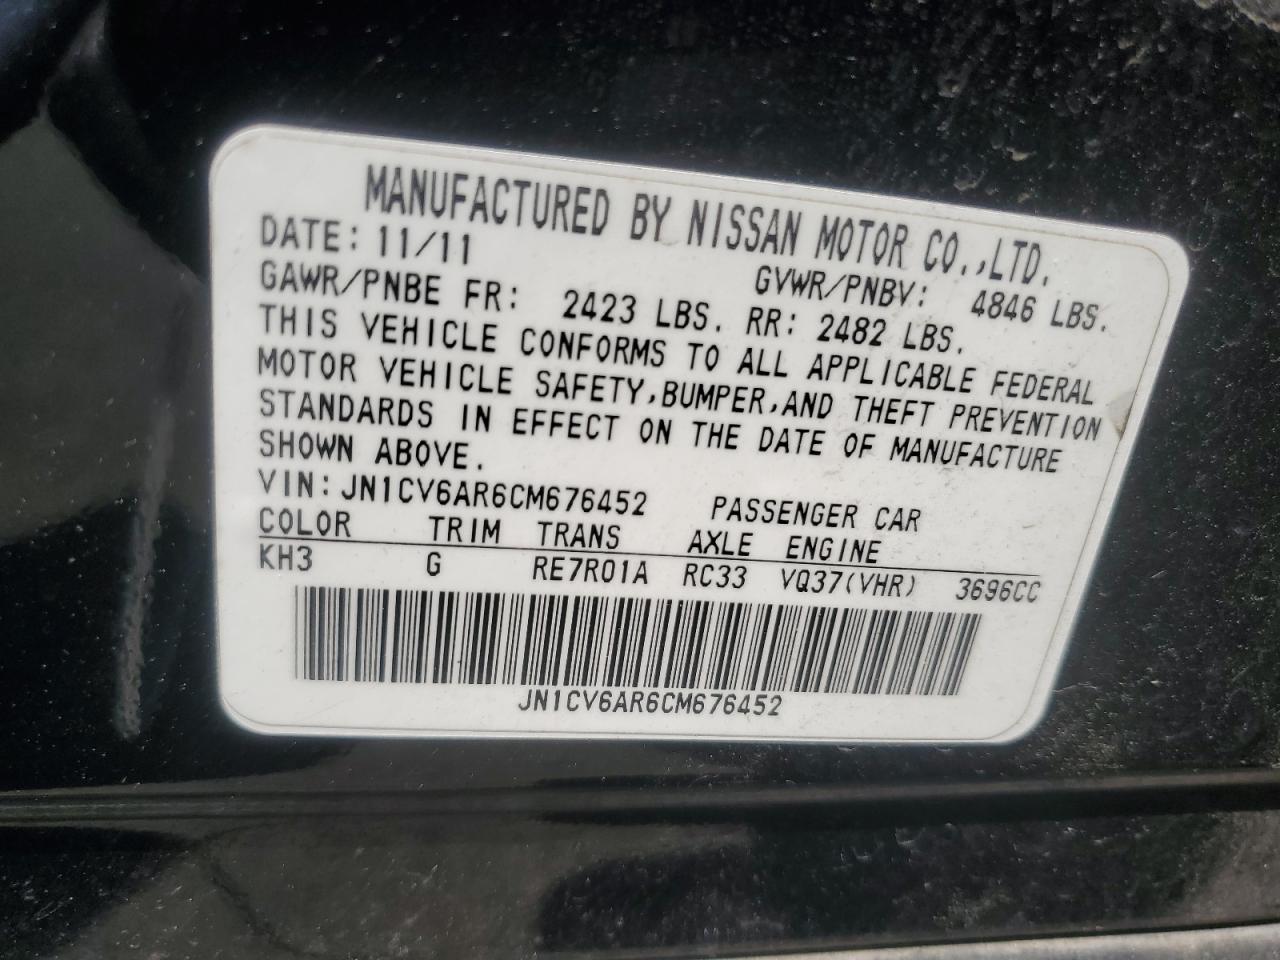 MANUFACTURED BY NISSAN MOTOR CO.,LTD.
DATE: 11/11 GVWR/PNBV: 4846 LBS.
GAWR/PNBE FR: 2423 LBS. RR: 2482 LBS.
THIS VEHICLE CONFORMS TO ALL APPLICABLE FEDERAL
MOTOR VEHICLE SAFETY,BUMPER,AND THEFT PREVENTION
STANDARDS IN EFFECT ON THE DATE OF MANUFACTURE
SHOWN ABOVE.
VIN: JN1CV6AR6CM676452 PASSENGER CAR
COLOR TRIM TRANS AXLE ENGINE
KH3 G RE7R01A RC33 VQ37(VHR) 3696CC
JN1CV6AR6CM676452